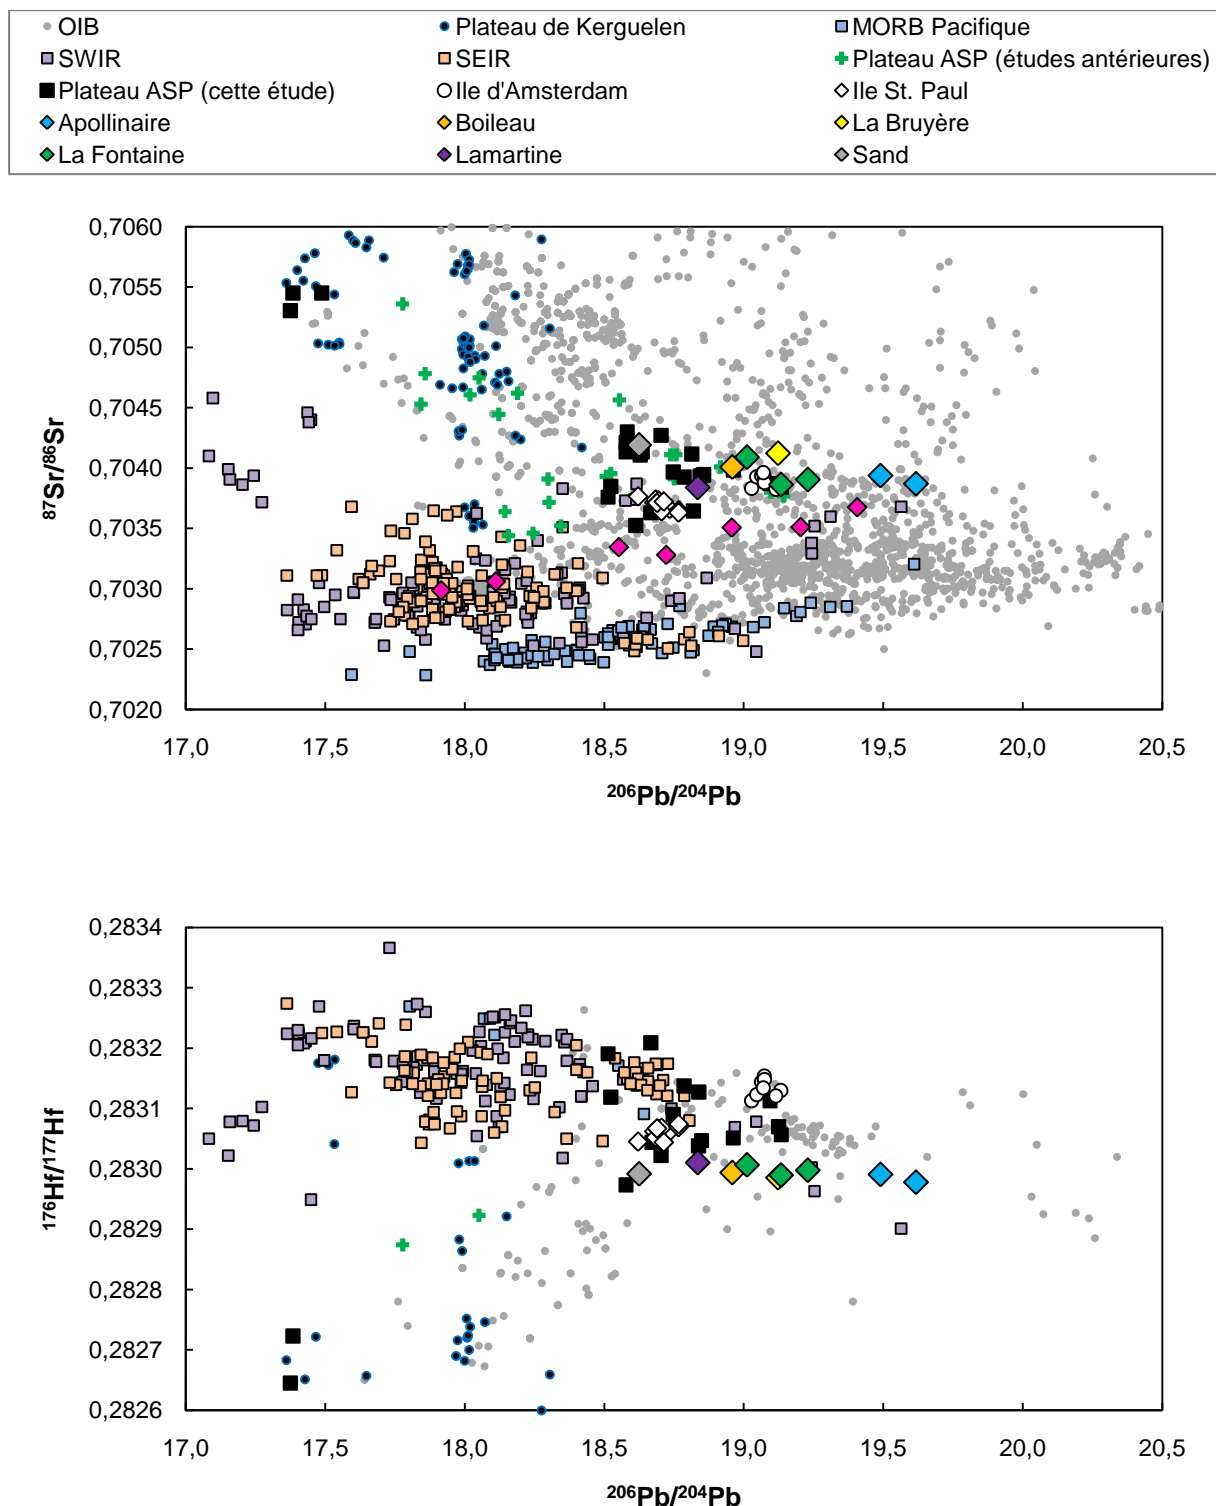 OIB Plateau de Kerguelen MORB Pacifique
SWIR SEIR Plateau ASP (études antérieures)
Plateau ASP (cette étude) Ile d'Amsterdam Ile St. Paul
Apollinaire Boileau La Bruyère
La Fontaine Lamartine Sand
0,7060
0,7055
0,7050
0,7045
0,7040
0,7035
0,7030
0,7025
0,7020
87Sr/86Sr
17,0 17,5 18,0 18,5 19,0 19,5 20,0 20,5
206Pb/204Pb
0,2834
0,2833
0,2832
0,2831
0,2830
0,2829
0,2828
0,2827
0,2826
176Hf/177Hf
17,0 17,5 18,0 18,5 19,0 19,5 20,0 20,5
206Pb/204Pb